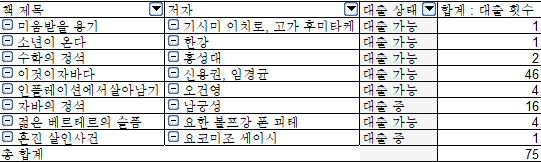 책 제목 저자 대출 상태 합계 : 대출 횟수
미움받을 용기 기시미 이치로, 고가 후미타케 대출 가능 1
소년이 온다 한강 대출 가능 1
수학의 정석 홍성대 대출 가능 2
이것이자바다 신용권, 임경균 대출 가능 46
인플레이션에서살아남기 오건영 대출 가능 4
자바의 정석 남궁성 대출 중 16
젊은 베르테르의 슬픔 요한 볼프강 폰 괴테 대출 가능 4
혼진 살인사건 요코미조 세이시 대출 중 1
총 합계 75